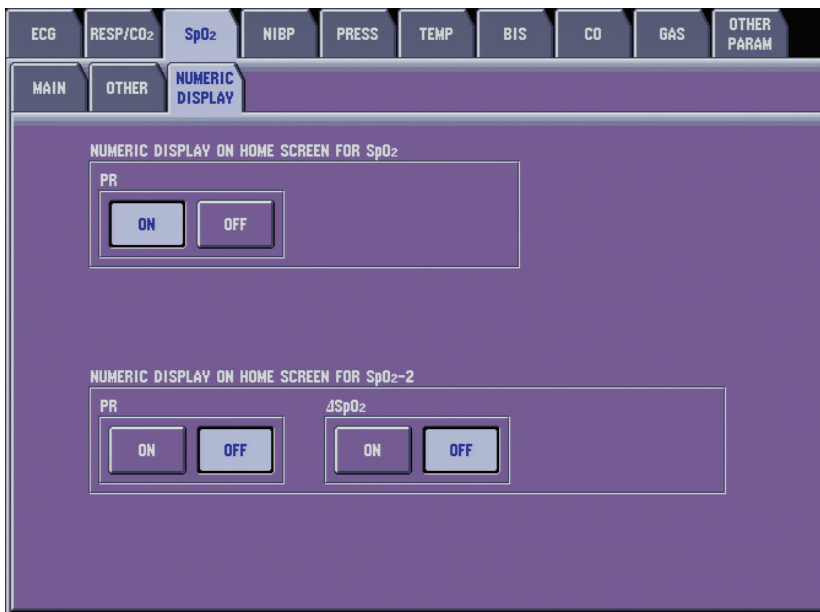 ECG RESP/CO₂ SpO₂ NIBP PRESS TEMP BIS CO GAS OTHER PARAM
MAIN OTHER NUMERIC DISPLAY
NUMERIC DISPLAY ON HOME SCREEN FOR SpO₂
PR
ON OFF
NUMERIC DISPLAY ON HOME SCREEN FOR SpO₂-2
PR ΔSpO₂
ON OFF ON OFF